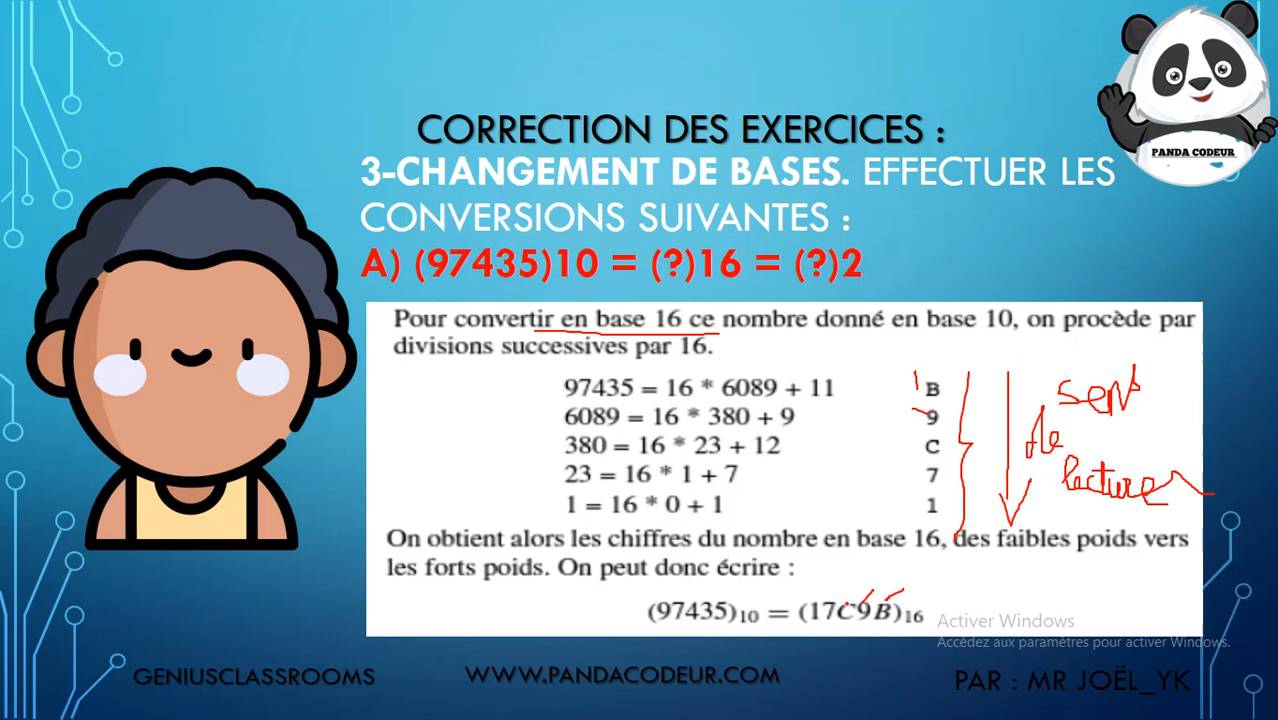 PANDA CODEUR
CORRECTION DES EXERCICES :
3-CHANGEMENT DE BASES. EFFECTUER LES
CONVERSIONS SUIVANTES :
A) (97435)10 = (?)16 = (?)2
Pour convertir en base 16 ce nombre donné en base 10, on procède par
divisions successives par 16.
97435 = 16 * 6089 + 11 B
6089 = 16 * 380 + 9 9
380 = 16 * 23 + 12 C
23 = 16 * 1 + 7 7
1 = 16 * 0 + 1 1
sens
de
lecture
On obtient alors les chiffres du nombre en base 16, des faibles poids vers
les forts poids. On peut donc écrire :
(97435)₁₀ = (17C9B)₁₆
Activer Windows
Accédez aux paramètres pour activer Windows.
GENIUSCLASSROOMS
WWW.PANDACODEUR.COM
PAR : MR JOËL_YK